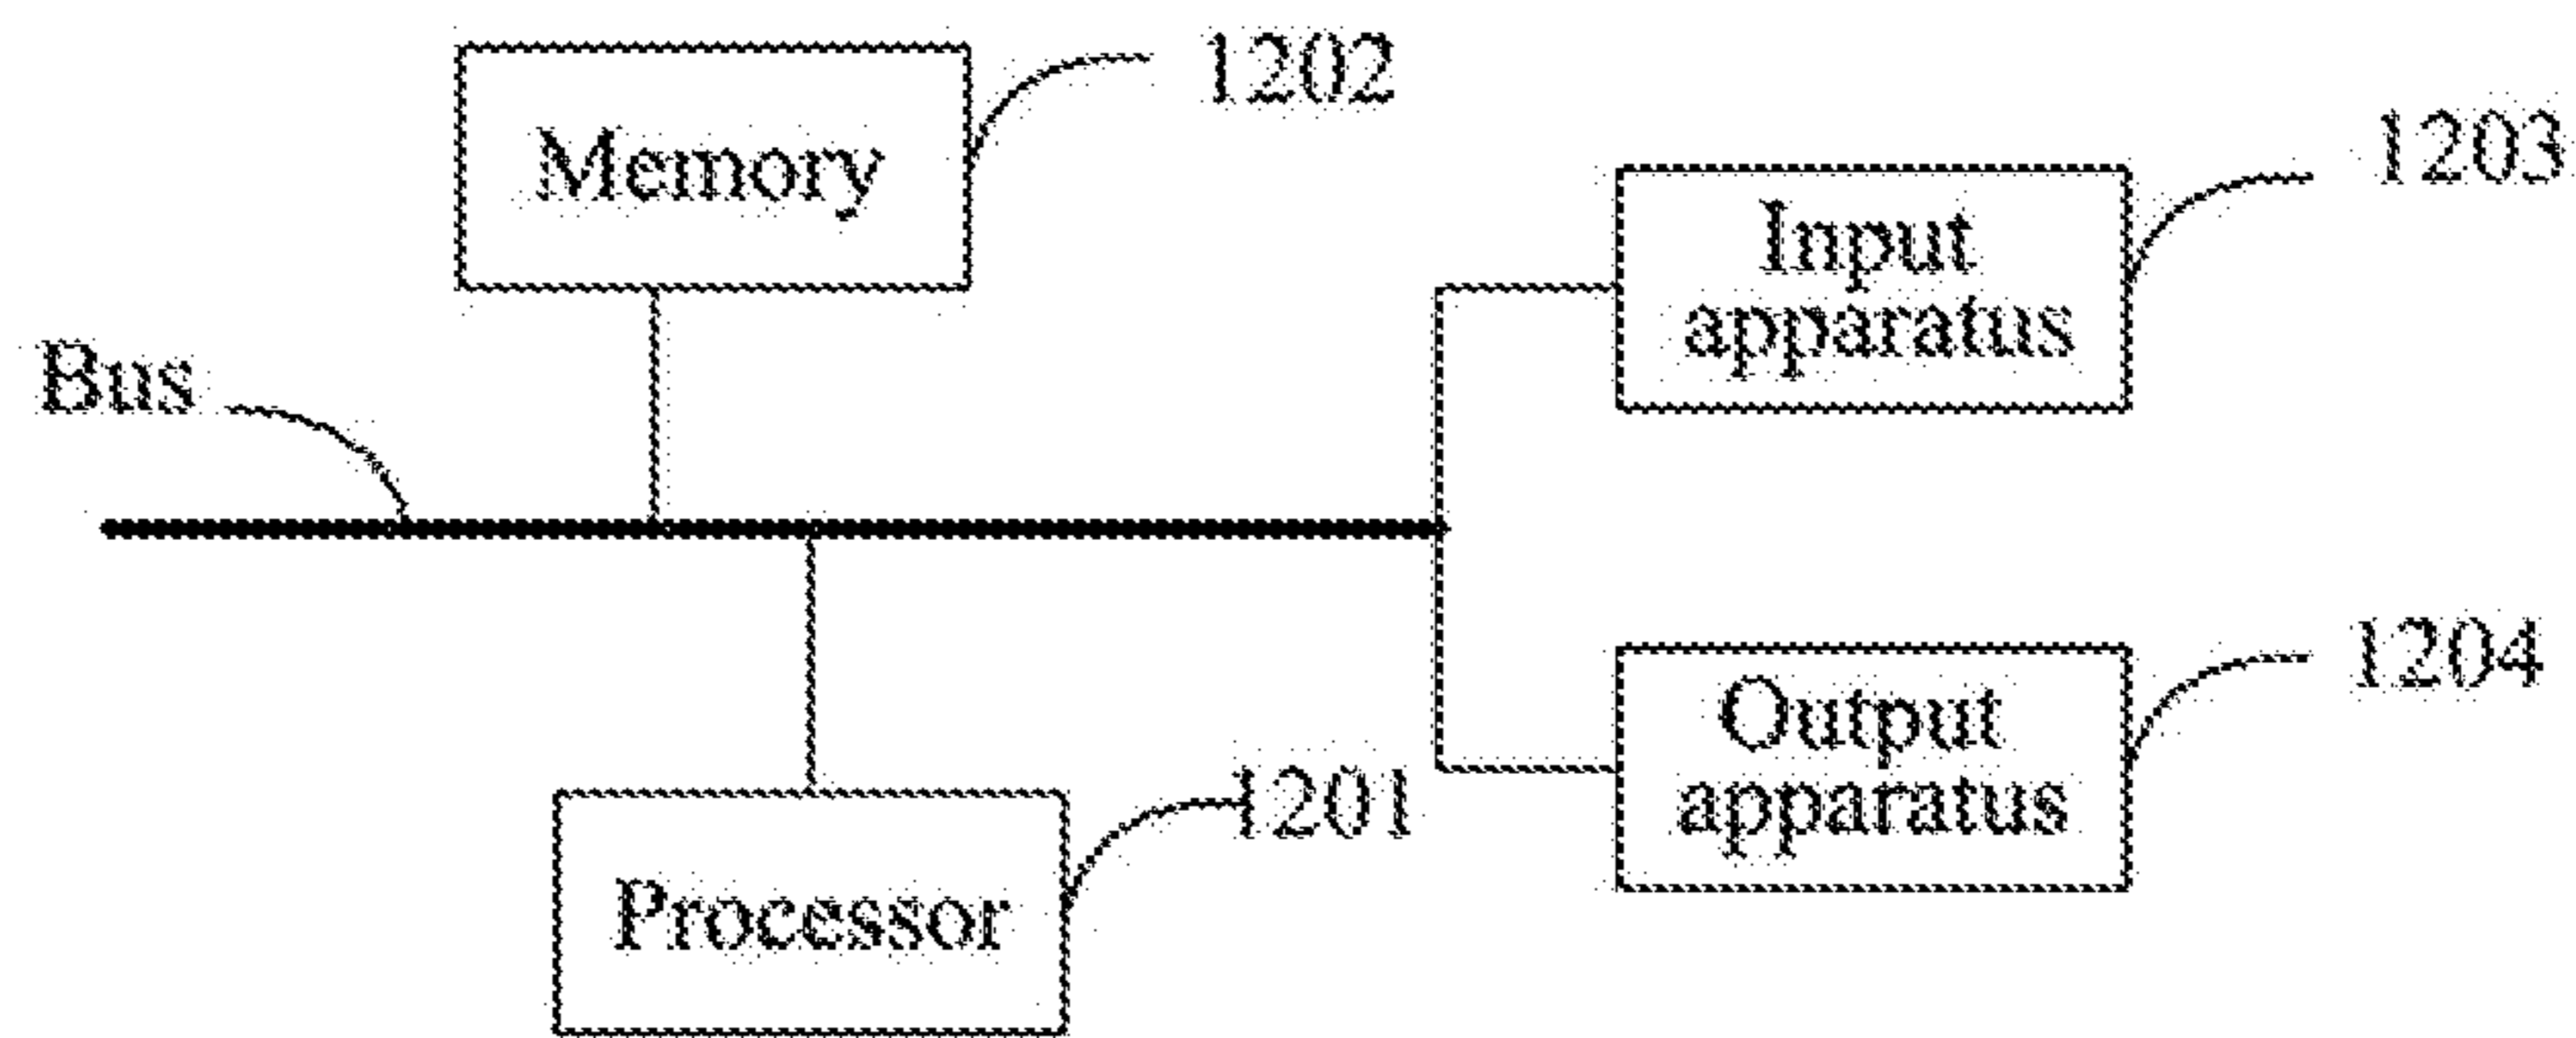 1202
Memory
1203
Input
apparatus
Bus
1204
Output
apparatus
1201
Processor